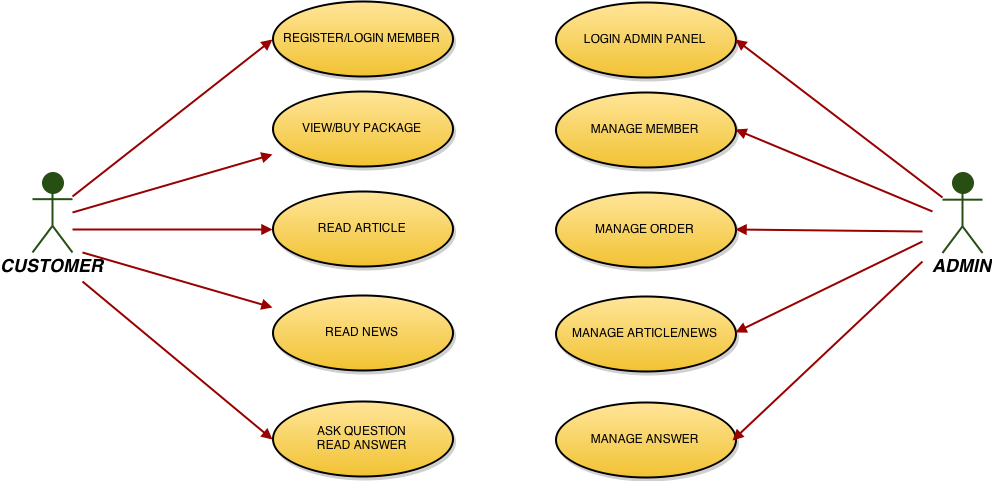 REGISTER/LOGIN MEMBER
LOGIN ADMIN PANEL
VIEW/BUY PACKAGE
MANAGE MEMBER
READ ARTICLE
MANAGE ORDER
CUSTOMER
ADMIN
READ NEWS
MANAGE ARTICLE/NEWS
ASK QUESTION
READ ANSWER
MANAGE ANSWER